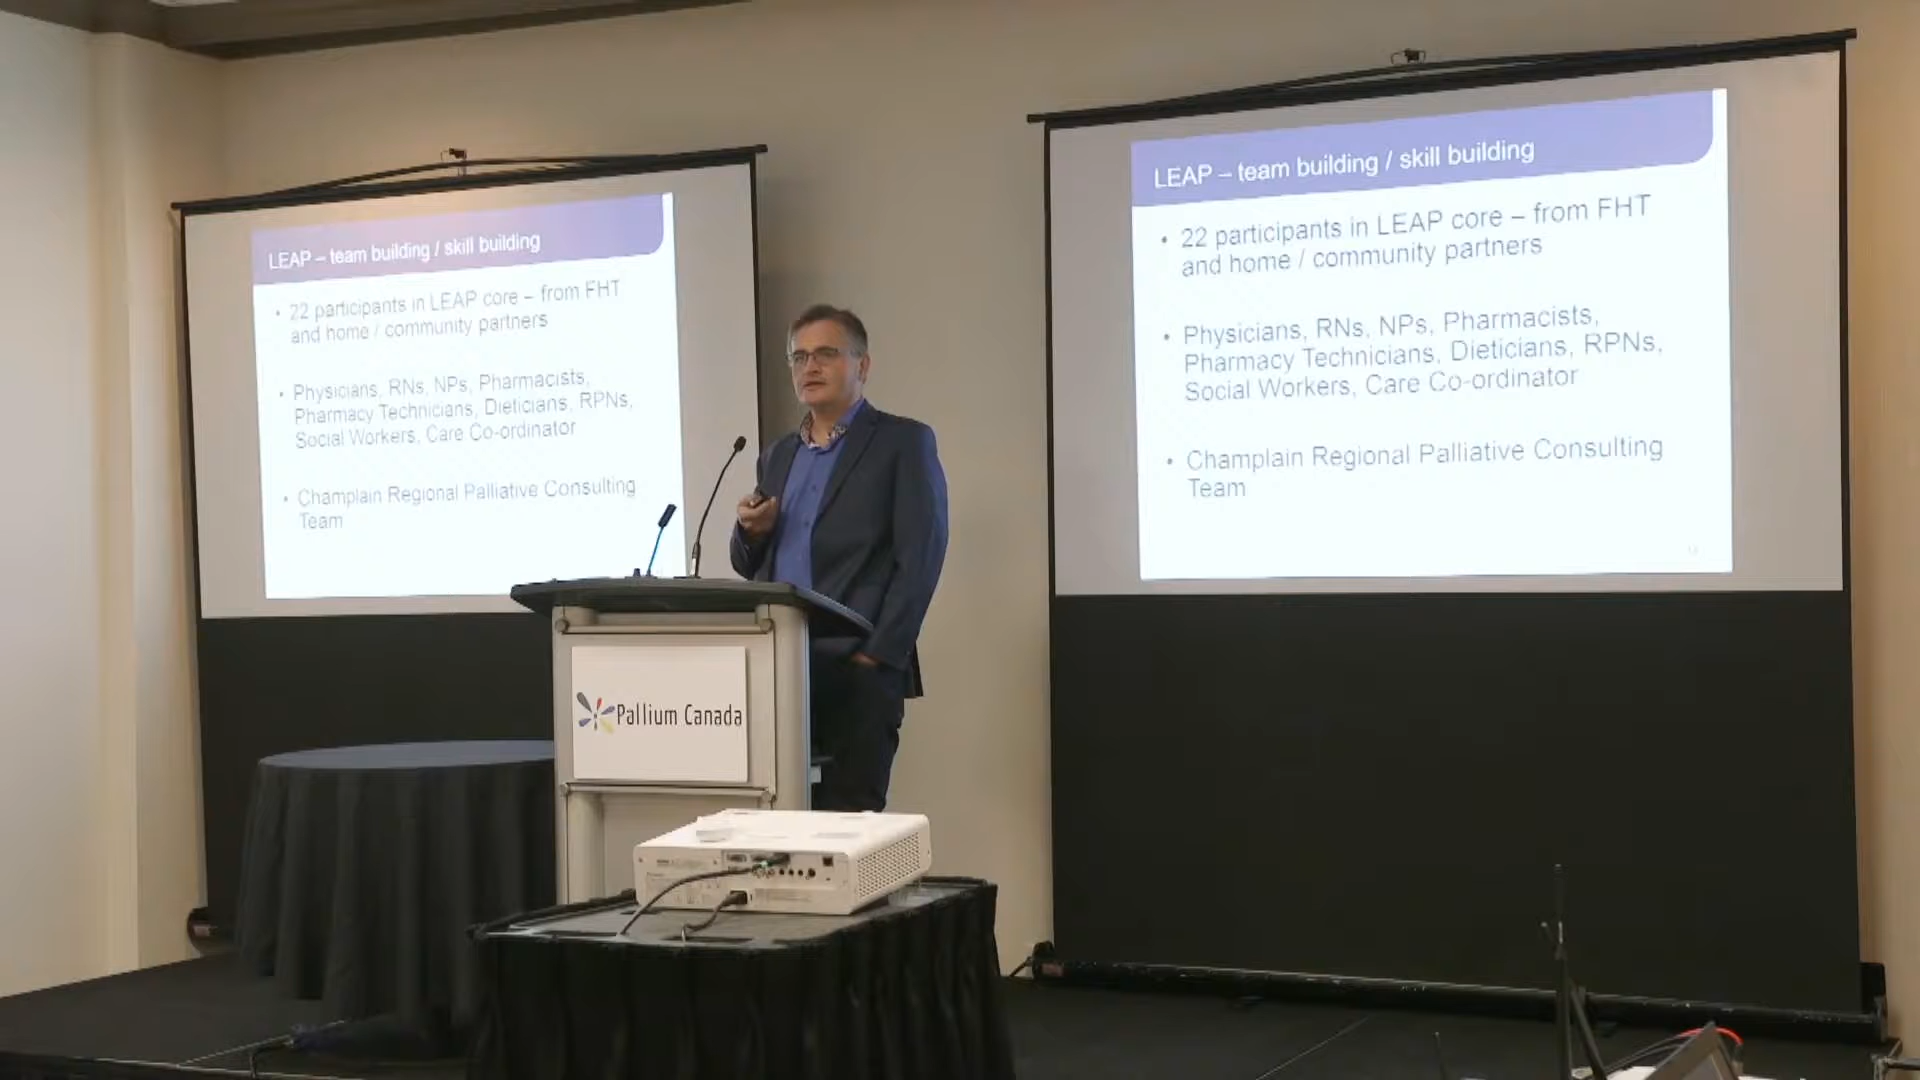 LEAP – team building / skill building
• 22 participants in LEAP core – from FHT
and home / community partners
• Physicians, RNs, NPs, Pharmacists,
Pharmacy Technicians, Dieticians, RPNs,
Social Workers, Care Co-ordinator
• Champlain Regional Palliative Consulting
Team
LEAP – team building / skill building
• 22 participants in LEAP core – from FHT
and home / community partners
• Physicians, RNs, NPs, Pharmacists,
Pharmacy Technicians, Dieticians, RPNs,
Social Workers, Care Co-ordinator
• Champlain Regional Palliative Consulting
Team
Pallium Canada